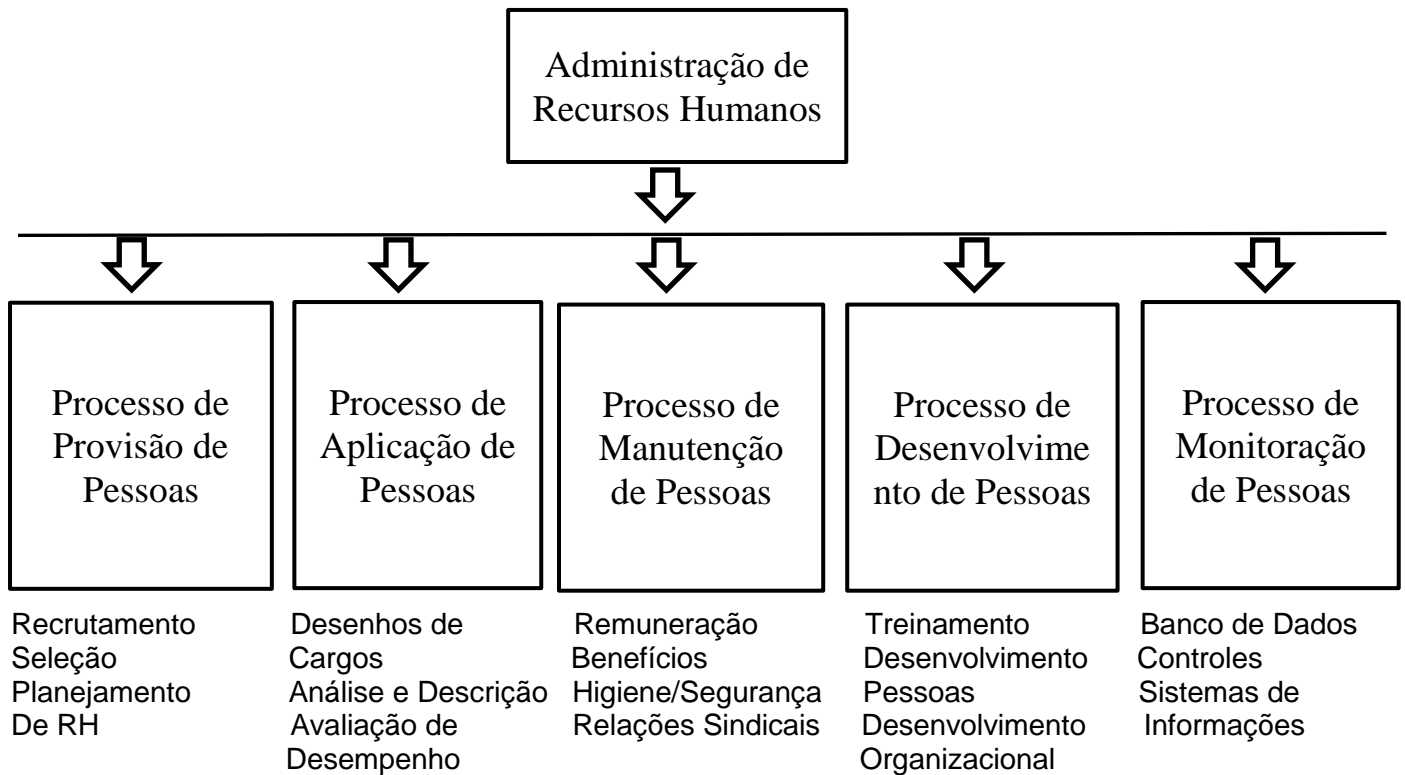 Administração de
Recursos Humanos
Processo de
Provisão de
Pessoas
Processo de
Aplicação de
Pessoas
Processo de
Manutenção
de Pessoas
Processo de
Desenvolvime
nto de Pessoas
Processo de
Monitoração
de Pessoas
Recrutamento
Seleção
Planejamento
De RH
Desenhos de
Cargos
Análise e Descrição
Avaliação de
Desempenho
Remuneração
Benefícios
Higiene/Segurança
Relações Sindicais
Treinamento
Desenvolvimento
Pessoas
Desenvolvimento
Organizacional
Banco de Dados
Controles
Sistemas de
Informações